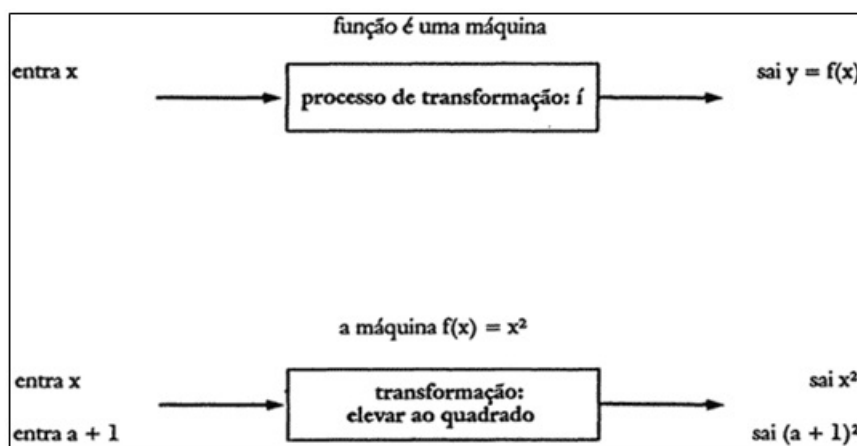 função é uma máquina
entra x
processo de transformação: í
sai y = f(x)
a máquina f(x) = x²
entra x
transformação:
sai x²
elevar ao quadrado
entra a + 1
sai (a + 1)²